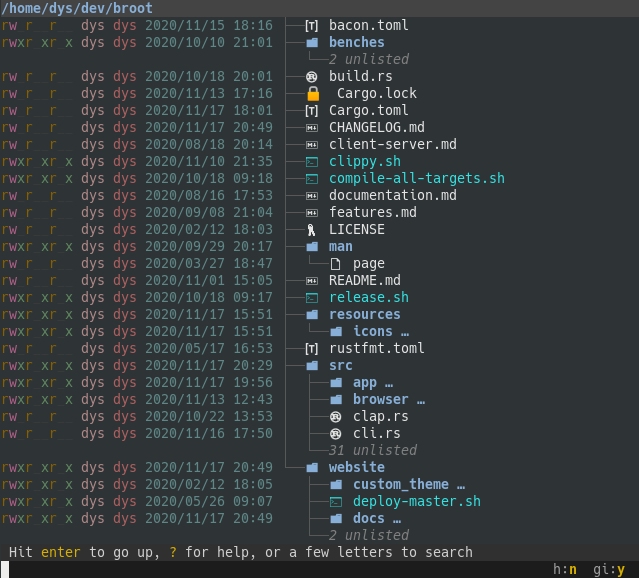 /home/dys/dev/broot
rw r  r   dys dys 2020/11/15 18:16 [T] bacon.toml
rwxr xr x dys dys 2020/10/10 21:01 benches
2 unlisted
rw r  r   dys dys 2020/10/18 20:01 build.rs
rw r  r   dys dys 2020/11/13 17:16 Cargo.lock
rw r  r   dys dys 2020/11/17 18:01 [T] Cargo.toml
rw r  r   dys dys 2020/11/17 20:49 CHANGELOG.md
rw r  r   dys dys 2020/08/18 20:14 client-server.md
rwxr xr x dys dys 2020/11/10 21:35 clippy.sh
rwxr xr x dys dys 2020/10/18 09:18 compile-all-targets.sh
rw r  r   dys dys 2020/08/16 17:53 documentation.md
rw r  r   dys dys 2020/09/08 21:04 features.md
rw r  r   dys dys 2020/02/12 18:03 LICENSE
rwxr xr x dys dys 2020/09/29 20:17 man
rw r  r   dys dys 2020/03/27 18:47 page
rw r  r   dys dys 2020/11/01 15:05 README.md
rwxr xr x dys dys 2020/10/18 09:17 release.sh
rwxr xr x dys dys 2020/11/17 15:51 resources
rwxr xr x dys dys 2020/11/17 15:51 icons …
rw r  r   dys dys 2020/05/17 16:53 [T] rustfmt.toml
rwxr xr x dys dys 2020/11/17 20:29 src
rwxr xr x dys dys 2020/11/17 19:56 app …
rwxr xr x dys dys 2020/11/13 12:43 browser …
rw r  r   dys dys 2020/10/22 13:53 clap.rs
rw r  r   dys dys 2020/11/16 17:50 cli.rs
31 unlisted
rwxr xr x dys dys 2020/11/17 20:49 website
rwxr xr x dys dys 2020/02/12 18:05 custom_theme …
rwxr xr x dys dys 2020/05/26 09:07 deploy-master.sh
rwxr xr x dys dys 2020/11/17 20:49 docs …
2 unlisted
Hit enter to go up, ? for help, or a few letters to search
h:n gi:y